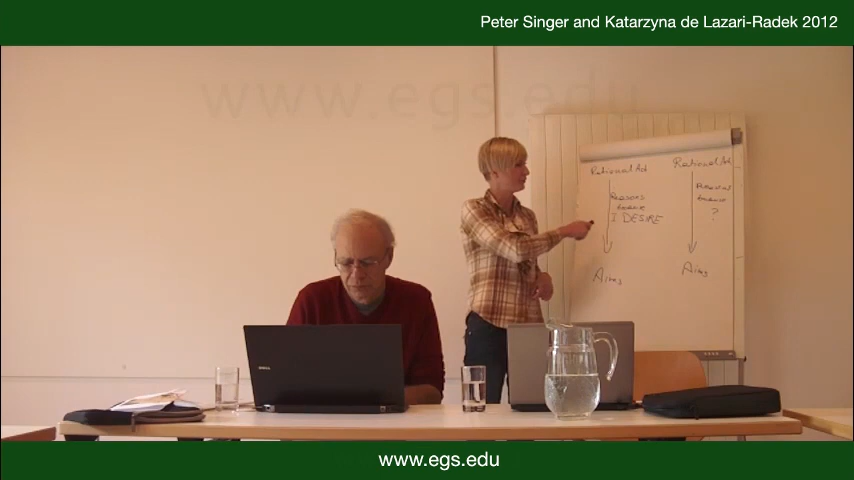 Peter Singer and Katarzyna de Lazari-Radek 2012
www.egs.edu
Rational Act
Rational Act
REASONS
I DESIRE
?
Aims
Aims
DELL
www.egs.edu